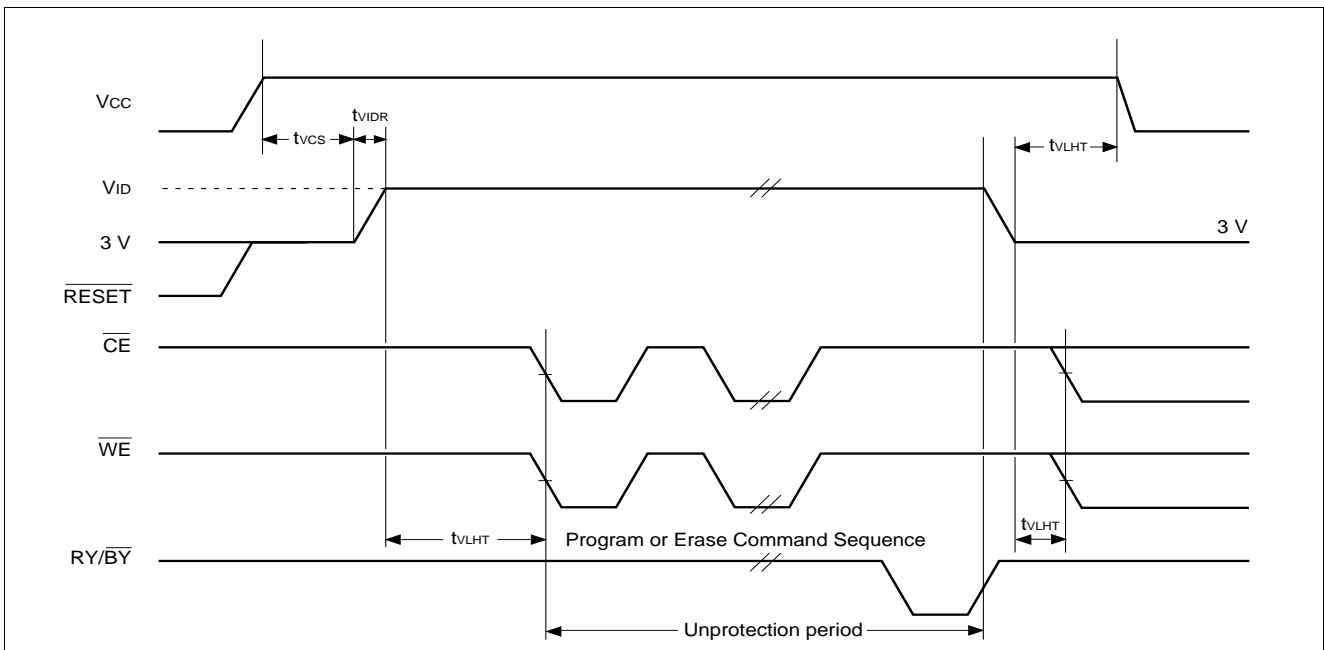 VCC
tVIDR
tVCS
tVLHT
VID
3 V
3 V
RESET
CE
WE
tVLHT
Program or Erase Command Sequence
tVLHT
RY/BY
Unprotection period